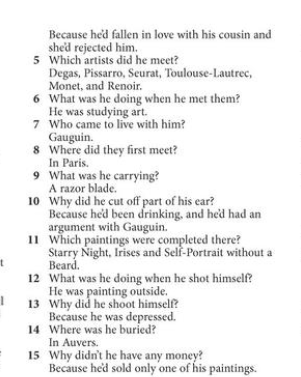 Because he'd fallen in love with his cousin and
she'd rejected him.
5 Which artists did he meet?
Degas, Pissarro, Seurat, Toulouse-Lautrec,
Monet, and Renoir.
6 What was he doing when he met them?
He was studying art.
7 Who came to live with him?
Gauguin.
8 Where did they first meet?
In Paris.
9 What was he carrying?
A razor blade.
10 Why did he cut off part of his ear?
Because he'd been drinking, and he'd had an
argument with Gauguin.
11 Which paintings were completed there?
Starry Night, Irises and Self-Portrait without a
Beard.
12 What was he doing when he shot himself?
He was painting outside.
13 Why did he shoot himself?
Because he was depressed.
14 Where was he buried?
In Auvers.
15 Why didn't he have any money?
Because he'd sold only one of his paintings.